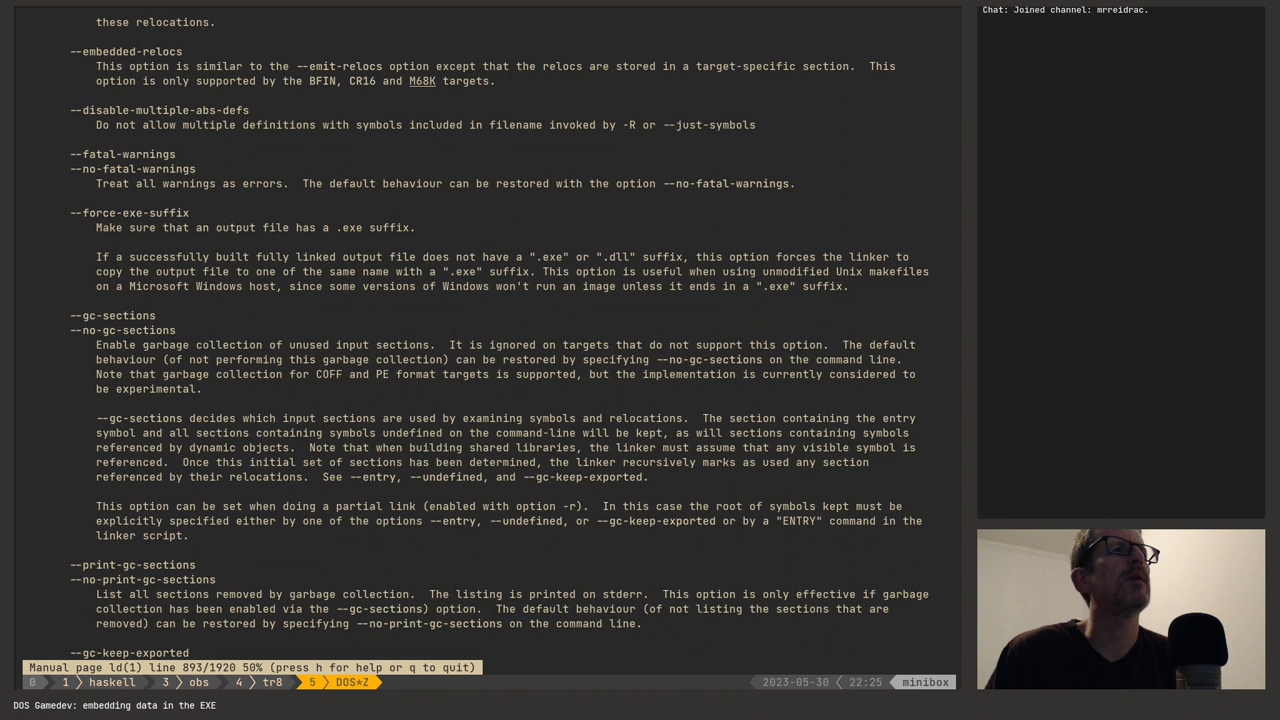 these relocations.
--embedded-relocs
This option is similar to the --emit-relocs option except that the relocs are stored in a target-specific section.  This
option is only supported by the BFIN, CR16 and M68K targets.
--disable-multiple-abs-defs
Do not allow multiple definitions with symbols included in filename invoked by -R or --just-symbols
--fatal-warnings
--no-fatal-warnings
Treat all warnings as errors.  The default behaviour can be restored with the option --no-fatal-warnings.
--force-exe-suffix
Make sure that an output file has a .exe suffix.
If a successfully built fully linked output file does not have a ".exe" or ".dll" suffix, this option forces the linker to
copy the output file to one of the same name with a ".exe" suffix. This option is useful when using unmodified Unix makefiles
on a Microsoft Windows host, since some versions of Windows won't run an image unless it ends in a ".exe" suffix.
--gc-sections
--no-gc-sections
Enable garbage collection of unused input sections.  It is ignored on targets that do not support this option.  The default
behaviour (of not performing this garbage collection) can be restored by specifying --no-gc-sections on the command line.
Note that garbage collection for COFF and PE format targets is supported, but the implementation is currently considered to
be experimental.
--gc-sections decides which input sections are used by examining symbols and relocations.  The section containing the entry
symbol and all sections containing symbols undefined on the command-line will be kept, as will sections containing symbols
referenced by dynamic objects.  Note that when building shared libraries, the linker must assume that any visible symbol is
referenced.  Once this initial set of sections has been determined, the linker recursively marks as used any section
referenced by their relocations.  See --entry, --undefined, and --gc-keep-exported.
This option can be set when doing a partial link (enabled with option -r).  In this case the root of symbols kept must be
explicitly specified either by one of the options --entry, --undefined, or --gc-keep-exported or by a "ENTRY" command in the
linker script.
--print-gc-sections
--no-print-gc-sections
List all sections removed by garbage collection.  The listing is printed on stderr.  This option is only effective if garbage
collection has been enabled via the --gc-sections) option.  The default behaviour (of not listing the sections that are
removed) can be restored by specifying --no-print-gc-sections on the command line.
--gc-keep-exported
Manual page ld(1) line 893/1920 50% (press h for help or q to quit)
0 1 haskell 3 obs 4 tr8 5 DOS*Z 2023-05-30 22:25 minibox
DOS Gamedev: embedding data in the EXE
Chat: Joined channel: mrreidrac.